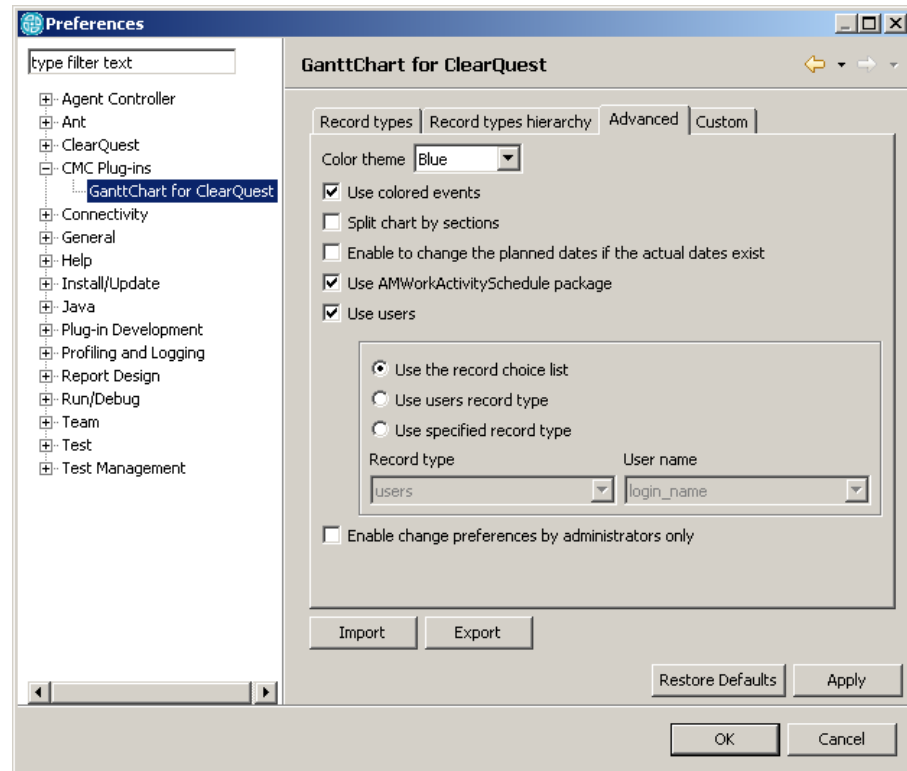 Preferences
type filter text
Agent Controller
Ant
ClearQuest
CMC Plug-ins
GanttChart for ClearQuest
Connectivity
General
Help
Install/Update
Java
Plug-in Development
Profiling and Logging
Report Design
Run/Debug
Team
Test
Test Management
GanttChart for ClearQuest
Record types Record types hierarchy Advanced Custom
Color theme Blue
Use colored events
Split chart by sections
Enable to change the planned dates if the actual dates exist
Use AMWorkActivitySchedule package
Use users
Use the record choice list
Use users record type
Use specified record type
Record type User name
users login_name
Enable change preferences by administrators only
Import Export
Restore Defaults Apply
OK Cancel